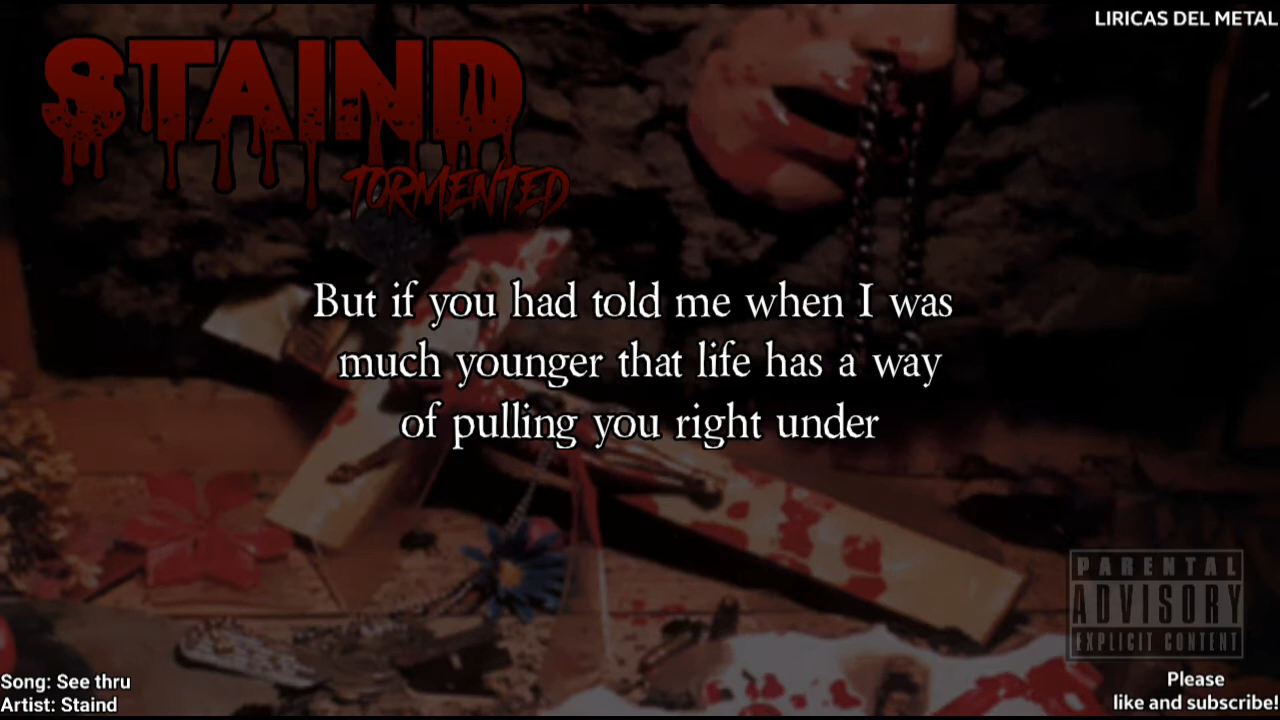 LIRICAS DEL METAL
STAIND
TORMENTED
But if you had told me when I was
much younger that life has a way
of pulling you right under
PARENTAL
ADVISORY
EXPLICIT CONTENT
Song: See thru
Artist: Staind
Please
like and subscribe!